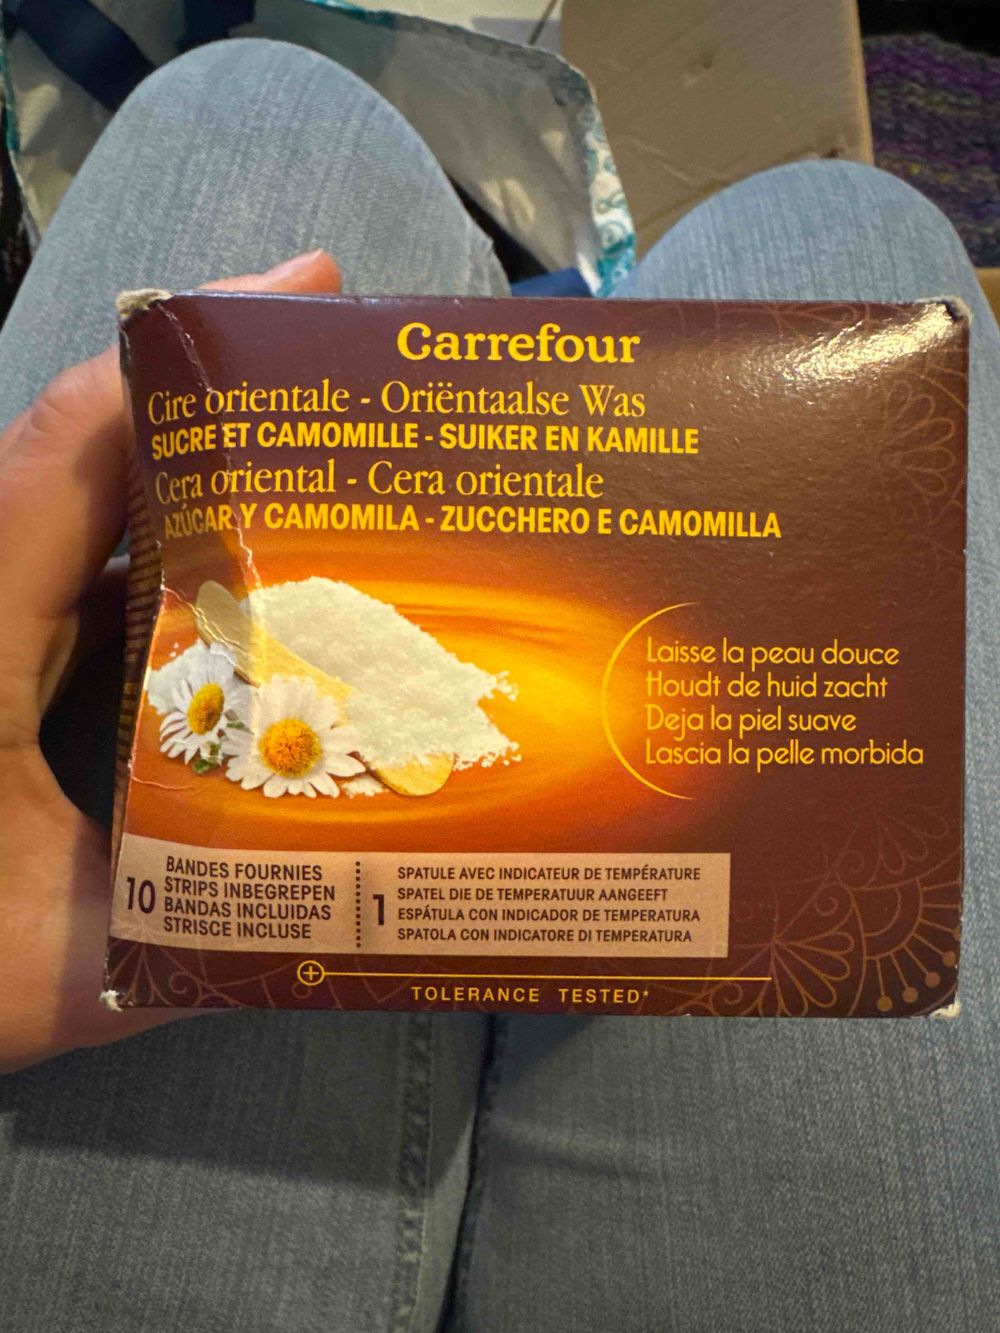 Carrefour
Cire orientale - Oriëntaalse Was
SUCRE ET CAMOMILLE - SUIKER EN KAMILLE
Cera oriental - Cera orientale
AZÚCAR Y CAMOMILA - ZUCCHERO E CAMOMILLA
Laisse la peau douce
Houdt de huid zacht
Deja la piel suave
Lascia la pelle morbida
10
BANDES FOURNIES
STRIPS INBEGREPEN
BANDAS INCLUIDAS
STRISCE INCLUSE
1
SPATULE AVEC INDICATEUR DE TEMPÉRATURE
SPATEL DIE DE TEMPERATUUR AANGEEFT
ESPÁTULA CON INDICADOR DE TEMPERATURA
SPATOLA CON INDICATORE DI TEMPERATURA
TOLERANCE TESTED*